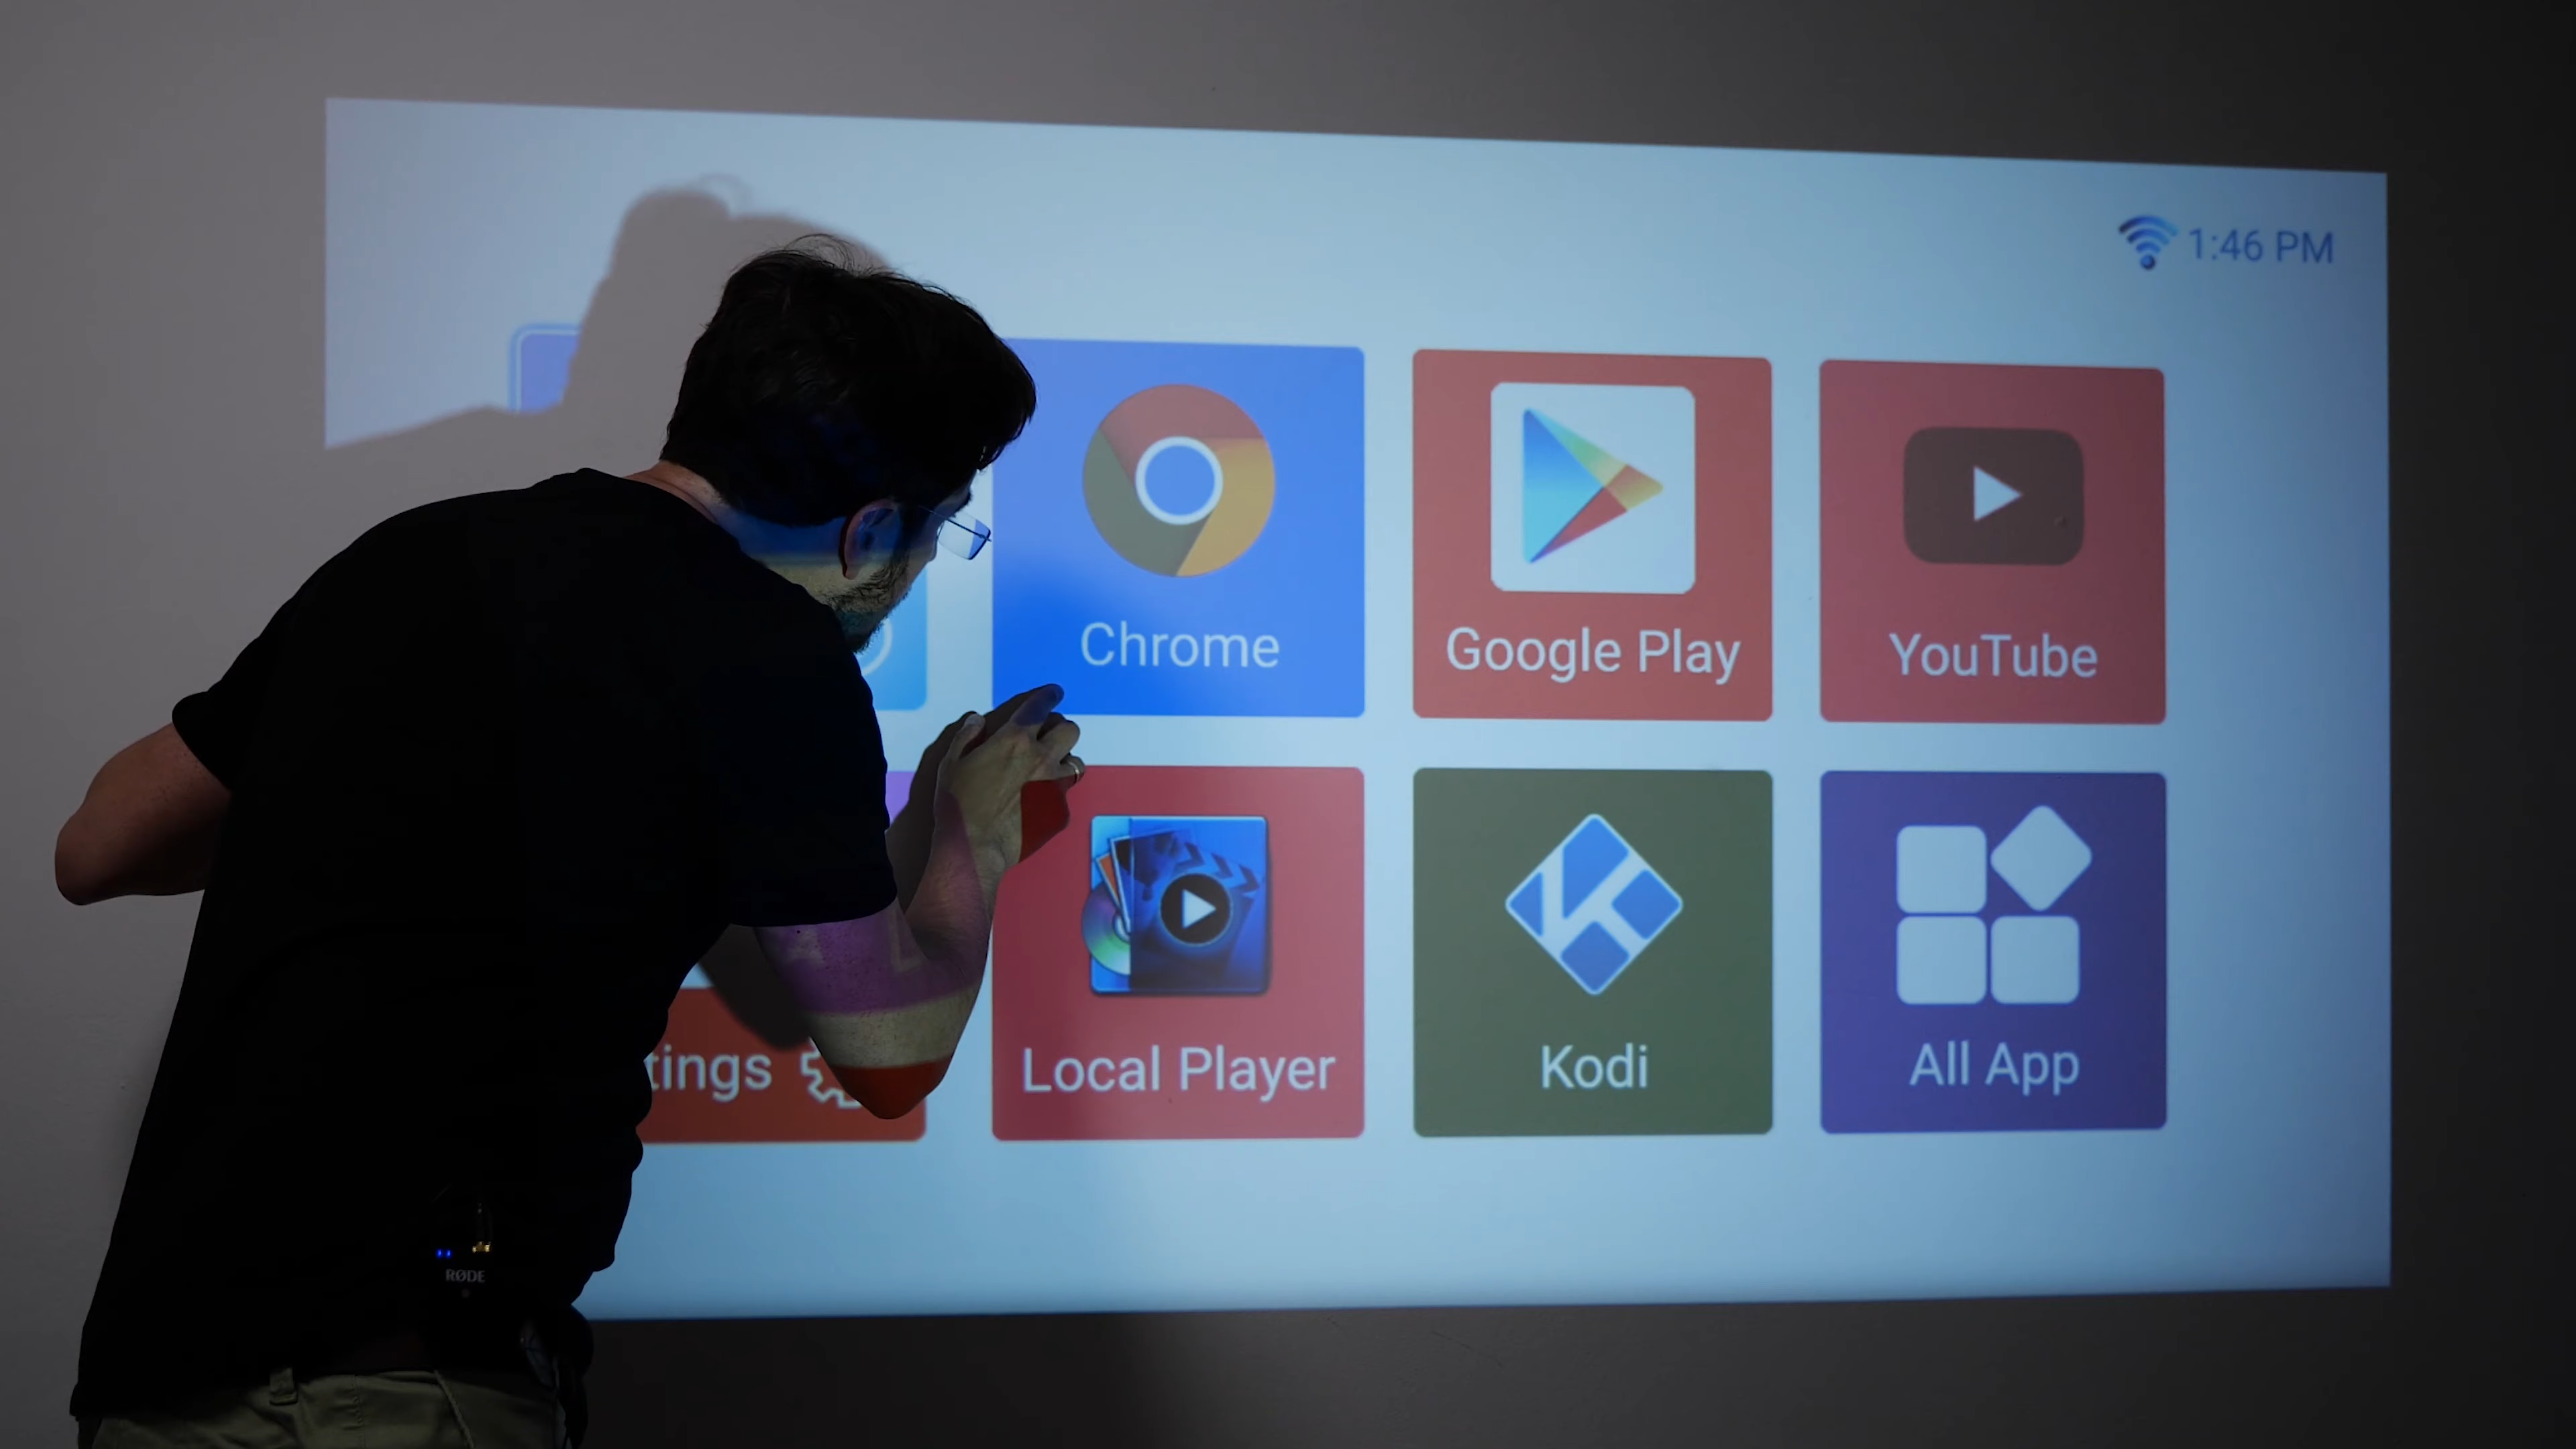 1:46 PM
Chrome
Google Play
YouTube
tings
Local Player
Kodi
All App
RØDE